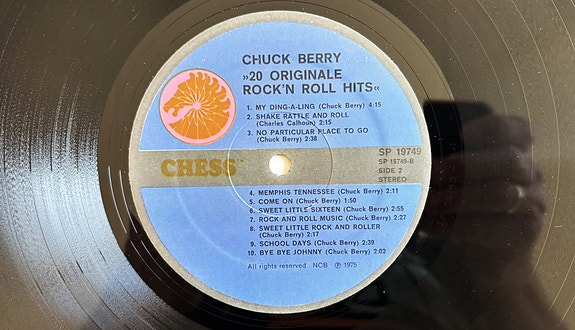 CHUCK BERRY
»20 ORIGINALE
ROCK'N ROLL HITS«
1. MY DING-A-LING (Chuck Berry) 4:15
2. SHAKE RATTLE AND ROLL
(Charles Calhoun) 2:15
3. NO PARTICULAR PLACE TO GO
(Chuck Berry) 2:38
CHESS™
SP 19749
SP 19749-B
SIDE 2
STEREO
4. MEMPHIS TENNESSEE (Chuck Berry) 2:11
5. COME ON (Chuck Berry) 1:50
6. SWEET LITTLE SIXTEEN (Chuck Berry) 2:55
7. ROCK AND ROLL MUSIC (Chuck Berry) 2:27
8. SWEET LITTLE ROCK AND ROLLER
(Chuck Berry) 2:17
9. SCHOOL DAYS (Chuck Berry) 2:39
10. BYE BYE JOHNNY (Chuck Berry) 2:02
All rights reserved. NCB ℗ 1975